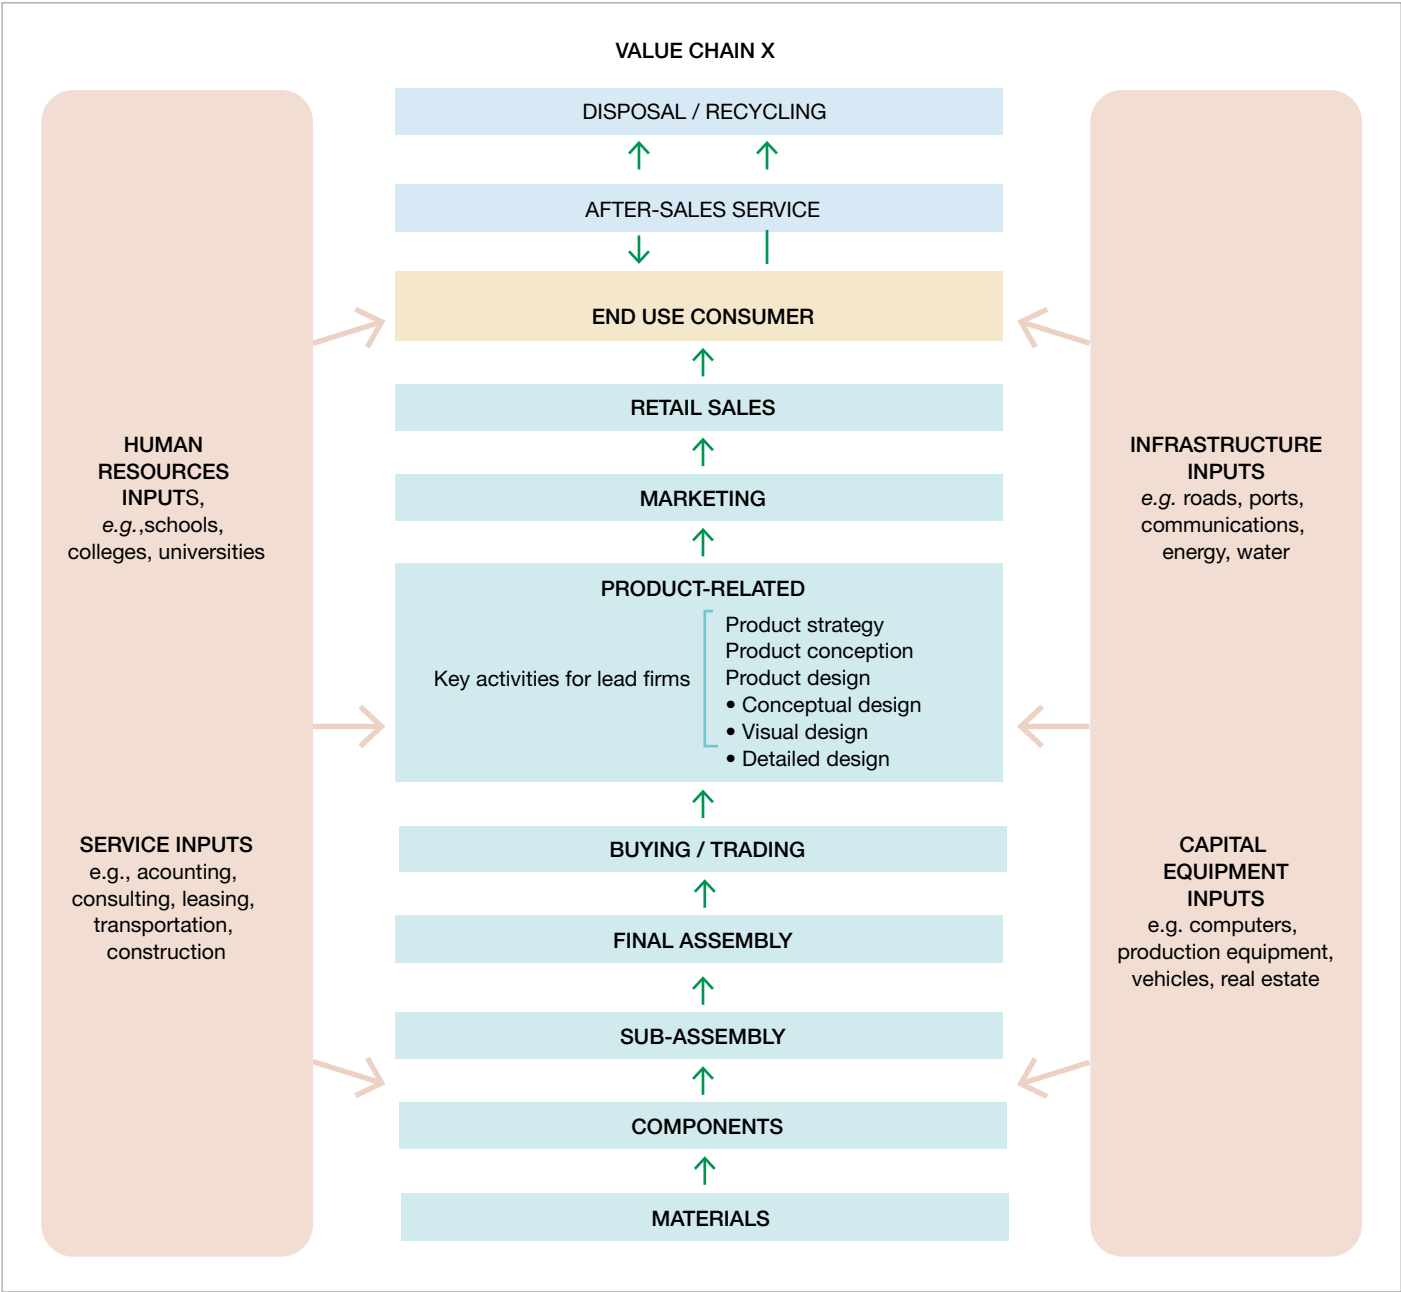 VALUE CHAIN X
DISPOSAL / RECYCLING
AFTER-SALES SERVICE
END USE CONSUMER
RETAIL SALES
MARKETING
PRODUCT-RELATED
Key activities for lead firms
Product strategy
Product conception
Product design
• Conceptual design
• Visual design
• Detailed design
BUYING / TRADING
FINAL ASSEMBLY
SUB-ASSEMBLY
COMPONENTS
MATERIALS
HUMAN
RESOURCES
INPUTS,
e.g.,schools,
colleges, universities
SERVICE INPUTS
e.g., acounting,
consulting, leasing,
transportation,
construction
INFRASTRUCTURE
INPUTS
e.g. roads, ports,
communications,
energy, water
CAPITAL
EQUIPMENT
INPUTS
e.g. computers,
production equipment,
vehicles, real estate